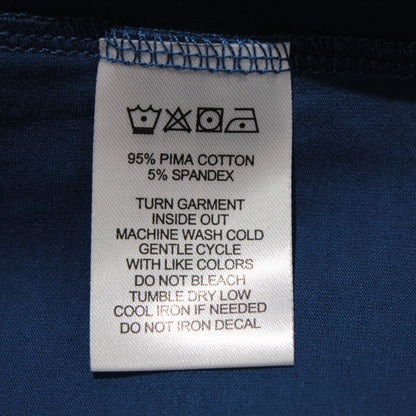 95% PIMA COTTON
5% SPANDEX
TURN GARMENT
INSIDE OUT
MACHINE WASH COLD
GENTLE CYCLE
WITH LIKE COLORS
DO NOT BLEACH
TUMBLE DRY LOW
COOL IRON IF NEEDED
DO NOT IRON DECAL